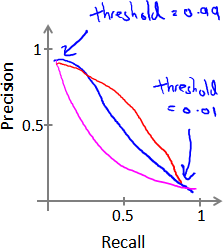 threshold = 0.99
1
threshold
= 0.01
Precision
0.5
0.5
1
Recall